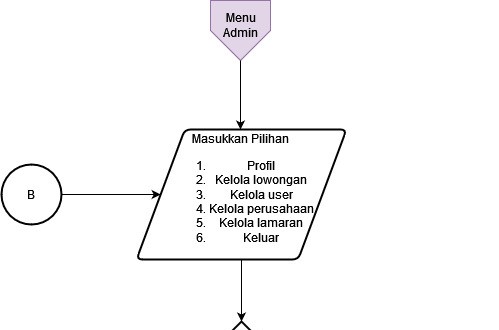 Menu
Admin
Masukkan Pilihan
1. Profil
2. Kelola lowongan
3. Kelola user
4. Kelola perusahaan
5. Kelola lamaran
6. Keluar
B